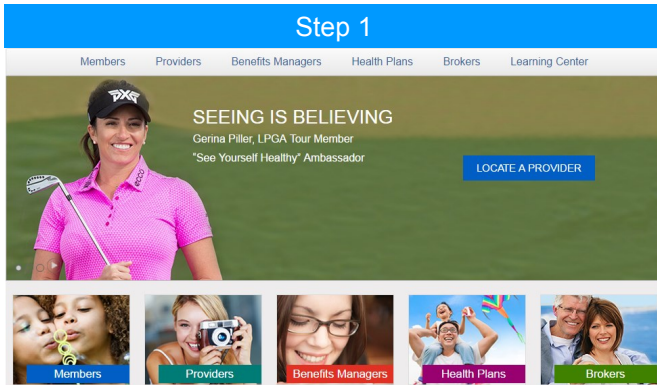 Step 1
Members Providers Benefits Managers Health Plans Brokers Learning Center
PXG
SEEING IS BELIEVING
Gerina Piller, LPGA Tour Member
"See Yourself Healthy" Ambassador
LOCATE A PROVIDER
ecco
Members Providers Benefits Managers Health Plans Brokers